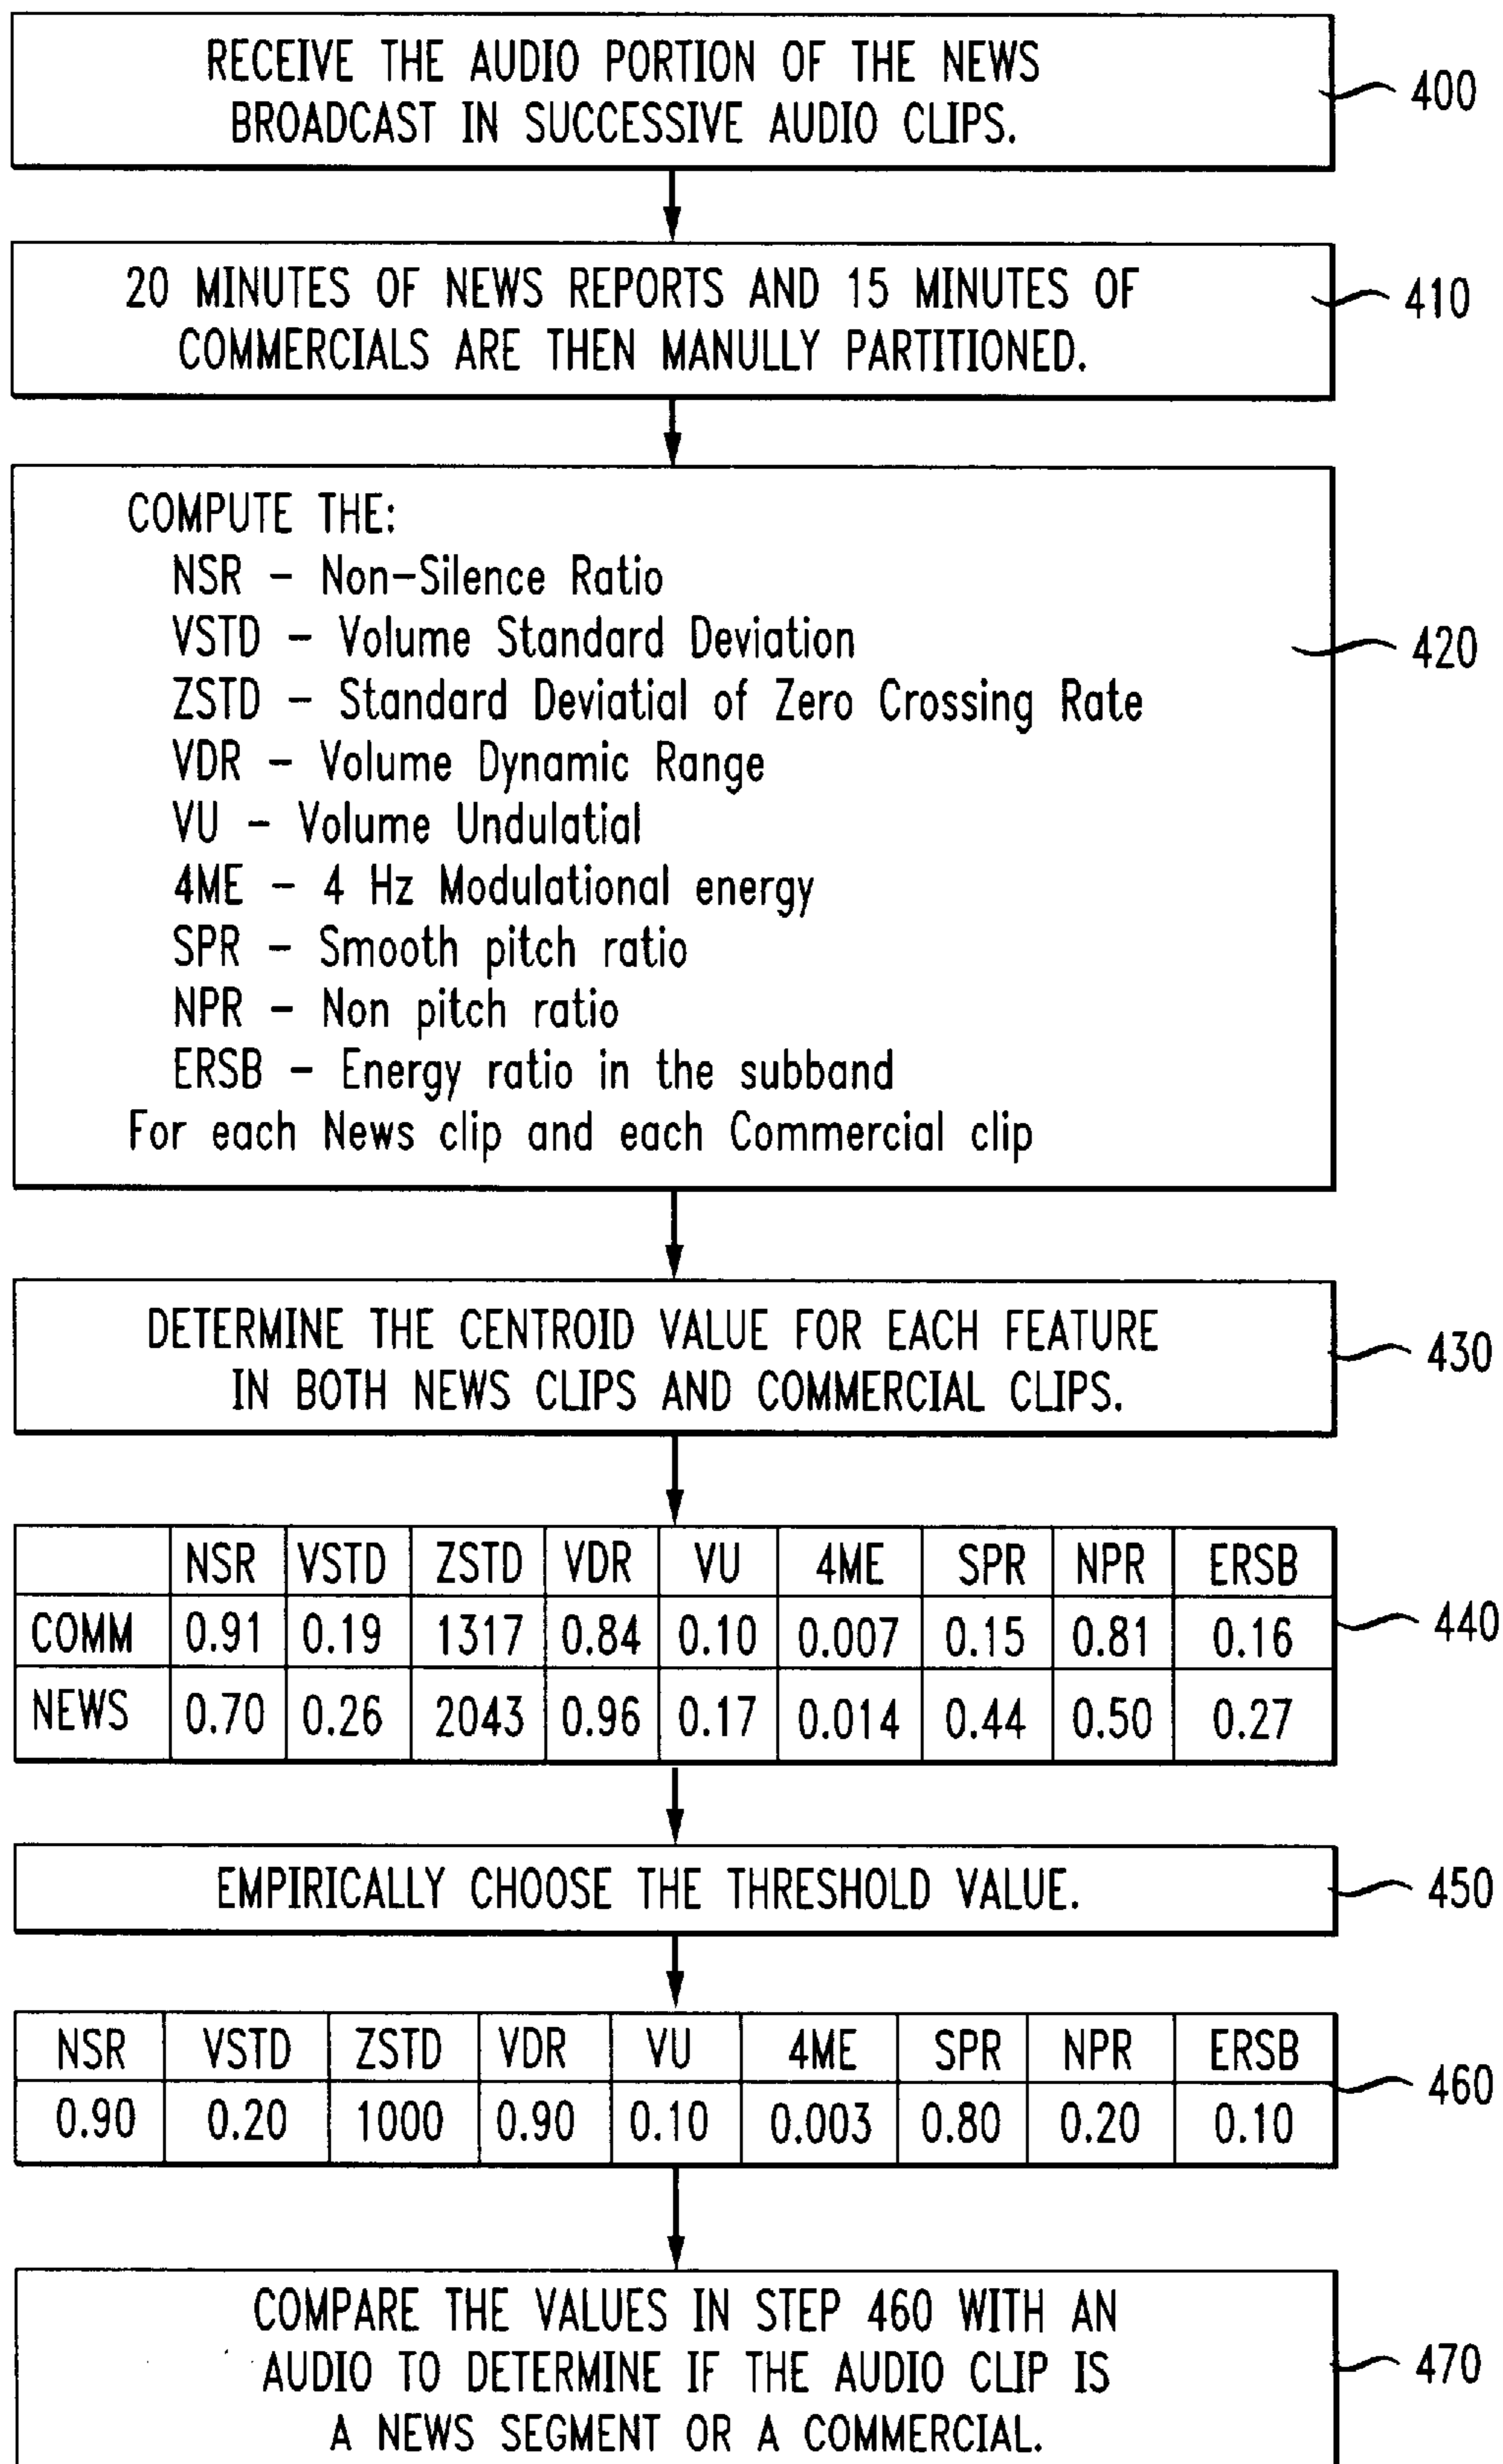 RECEIVE THE AUDIO PORTION OF THE NEWS
BROADCAST IN SUCCESSIVE AUDIO CLIPS.
400
20 MINUTES OF NEWS REPORTS AND 15 MINUTES OF
COMMERCIALS ARE THEN MANULLY PARTITIONED.
410
COMPUTE THE:
NSR – Non–Silence Ratio
VSTD – Volume Standard Deviation
ZSTD – Standard Deviatial of Zero Crossing Rate
VDR – Volume Dynamic Range
VU – Volume Undulatial
4ME – 4 Hz Modulational energy
SPR – Smooth pitch ratio
NPR – Non pitch ratio
ERSB – Energy ratio in the subband
For each News clip and each Commercial clip
420
DETERMINE THE CENTROID VALUE FOR EACH FEATURE
IN BOTH NEWS CLIPS AND COMMERCIAL CLIPS.
430
NSR VSTD ZSTD VDR VU 4ME SPR NPR ERSB
COMM 0.91 0.19 1317 0.84 0.10 0.007 0.15 0.81 0.16
NEWS 0.70 0.26 2043 0.96 0.17 0.014 0.44 0.50 0.27
440
EMPIRICALLY CHOOSE THE THRESHOLD VALUE.
450
NSR VSTD ZSTD VDR VU 4ME SPR NPR ERSB
0.90 0.20 1000 0.90 0.10 0.003 0.80 0.20 0.10
460
COMPARE THE VALUES IN STEP 460 WITH AN
AUDIO TO DETERMINE IF THE AUDIO CLIP IS
A NEWS SEGMENT OR A COMMERCIAL.
470